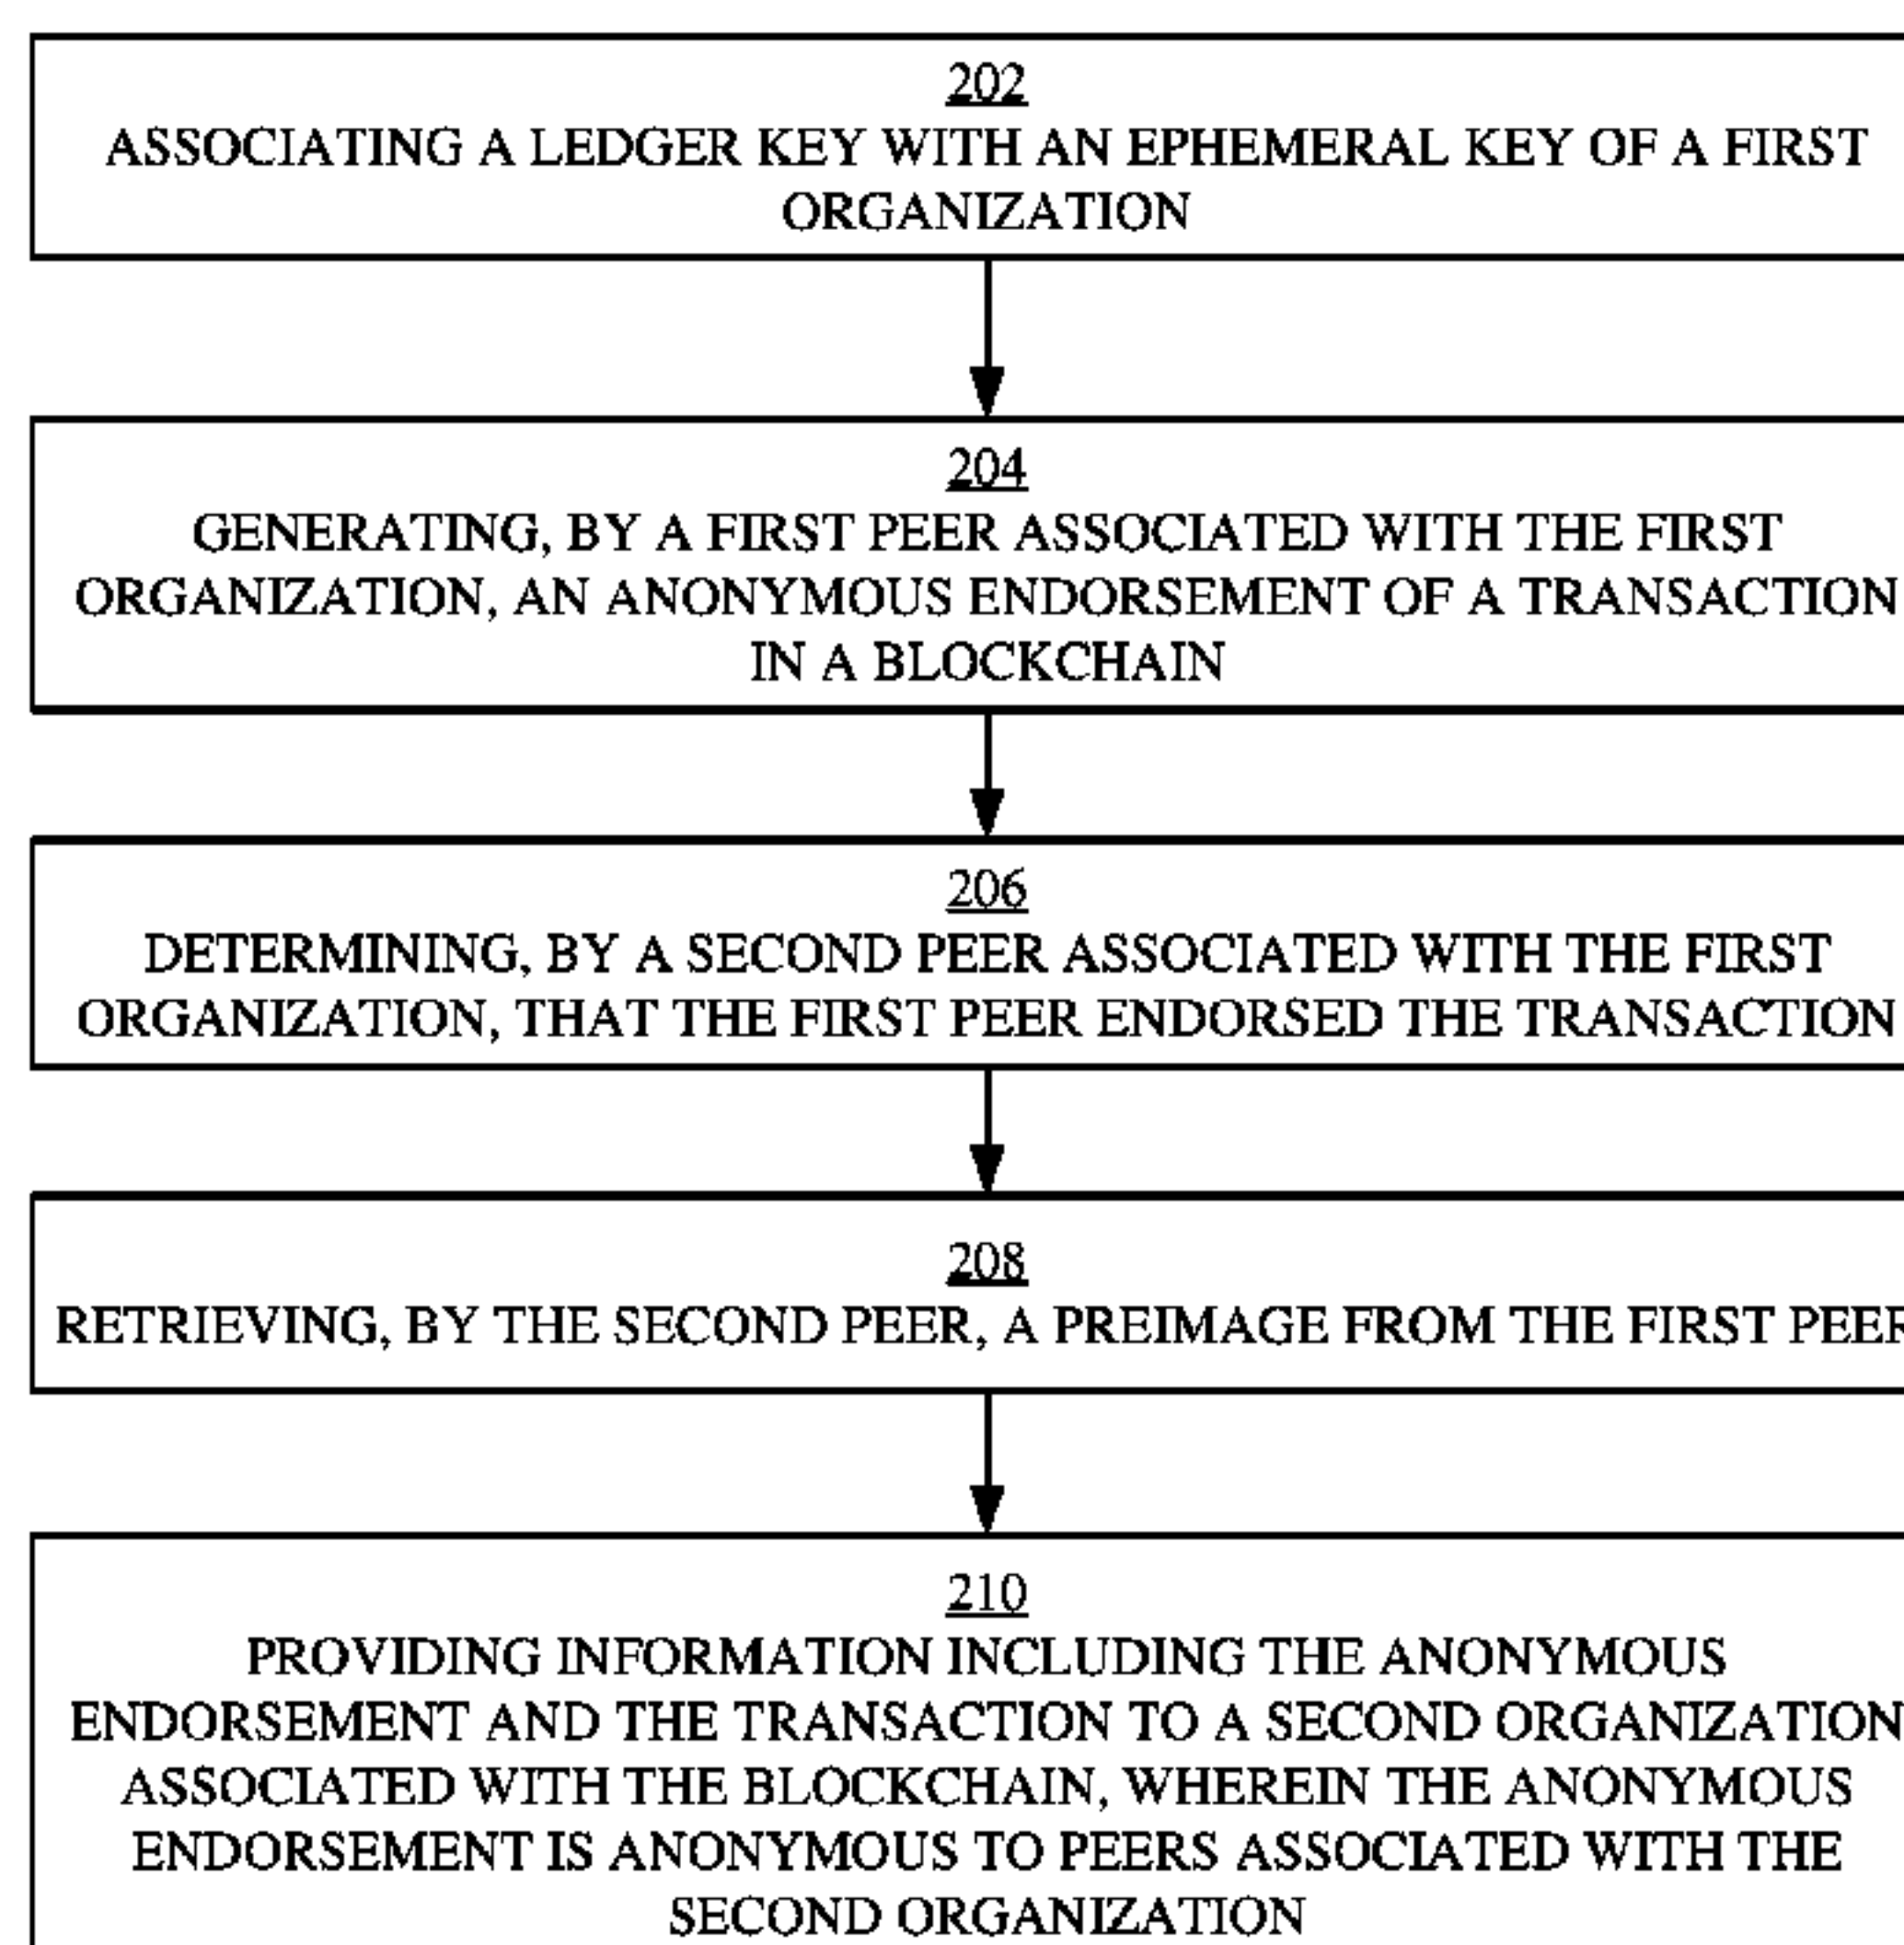 202
ASSOCIATING A LEDGER KEY WITH AN EPHEMERAL KEY OF A FIRST
ORGANIZATION
204
GENERATING, BY A FIRST PEER ASSOCIATED WITH THE FIRST
ORGANIZATION, AN ANONYMOUS ENDORSEMENT OF A TRANSACTION
IN A BLOCKCHAIN
206
DETERMINING, BY A SECOND PEER ASSOCIATED WITH THE FIRST
ORGANIZATION, THAT THE FIRST PEER ENDORSED THE TRANSACTION
208
RETRIEVING, BY THE SECOND PEER, A PREIMAGE FROM THE FIRST PEER
210
PROVIDING INFORMATION INCLUDING THE ANONYMOUS
ENDORSEMENT AND THE TRANSACTION TO A SECOND ORGANIZATION
ASSOCIATED WITH THE BLOCKCHAIN, WHEREIN THE ANONYMOUS
ENDORSEMENT IS ANONYMOUS TO PEERS ASSOCIATED WITH THE
SECOND ORGANIZATION